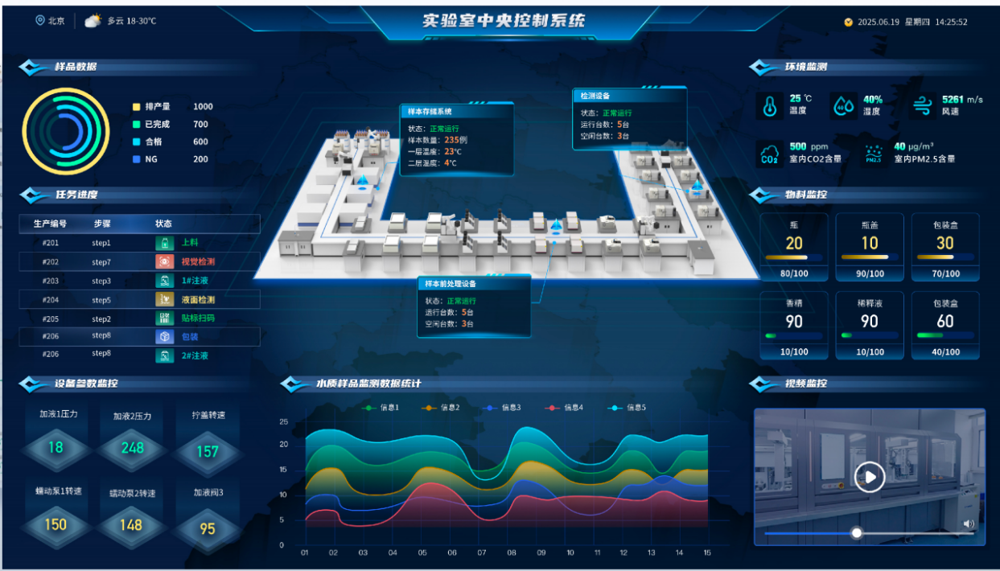 北京
多云 18-30℃
实验室中央控制系统
2025.06.19 星期四 14:25:52
样品数据
排产量 1000
已完成 700
合格 600
NG 200
任务进度
生产编号 步骤 状态
#201 step1 上料
#202 step7 视觉检测
#203 step3 1#注液
#204 step5 液面检测
#205 step2 贴标扫码
#206 step8 包装
#206 step8 2#注液
设备参数监控
加液1压力
18
加液2压力
248
拧盖转速
157
蠕动泵1转速
150
蠕动泵2转速
148
加液阀3
95
样本存储系统
状态：正常运行
样本数量：235例
一层温度：23℃
二层温度：4℃
检测设备
状态：正常运行
运行台数：5台
空闲台数：3台
样本前处理设备
状态：正常运行
运行台数：5台
空闲台数：3台
水质样品监测数据统计
信息1 信息2 信息3 信息4 信息5
25
20
15
10
5
0
01 02 03 04 05 06 07 08 09 10 11 12 13 14 15
环境监测
25 ℃
温度
40
40%
湿度
5261 m/s
风速
CO2
500 ppm
室内CO2含量
PM2.5
40 μg/m³
室内PM2.5含量
物料监控
瓶
20
80/100
瓶盖
10
90/100
包装盒
30
70/100
香精
90
10/100
稀释液
90
10/100
包装盒
60
40/100
视频监控